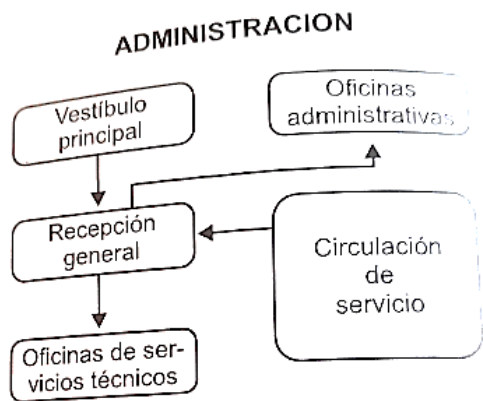 ADMINISTRACION
Vestíbulo
principal
Oficinas
administrativas
Recepción
general
Circulación
de
servicio
Oficinas de ser-
vicios técnicos